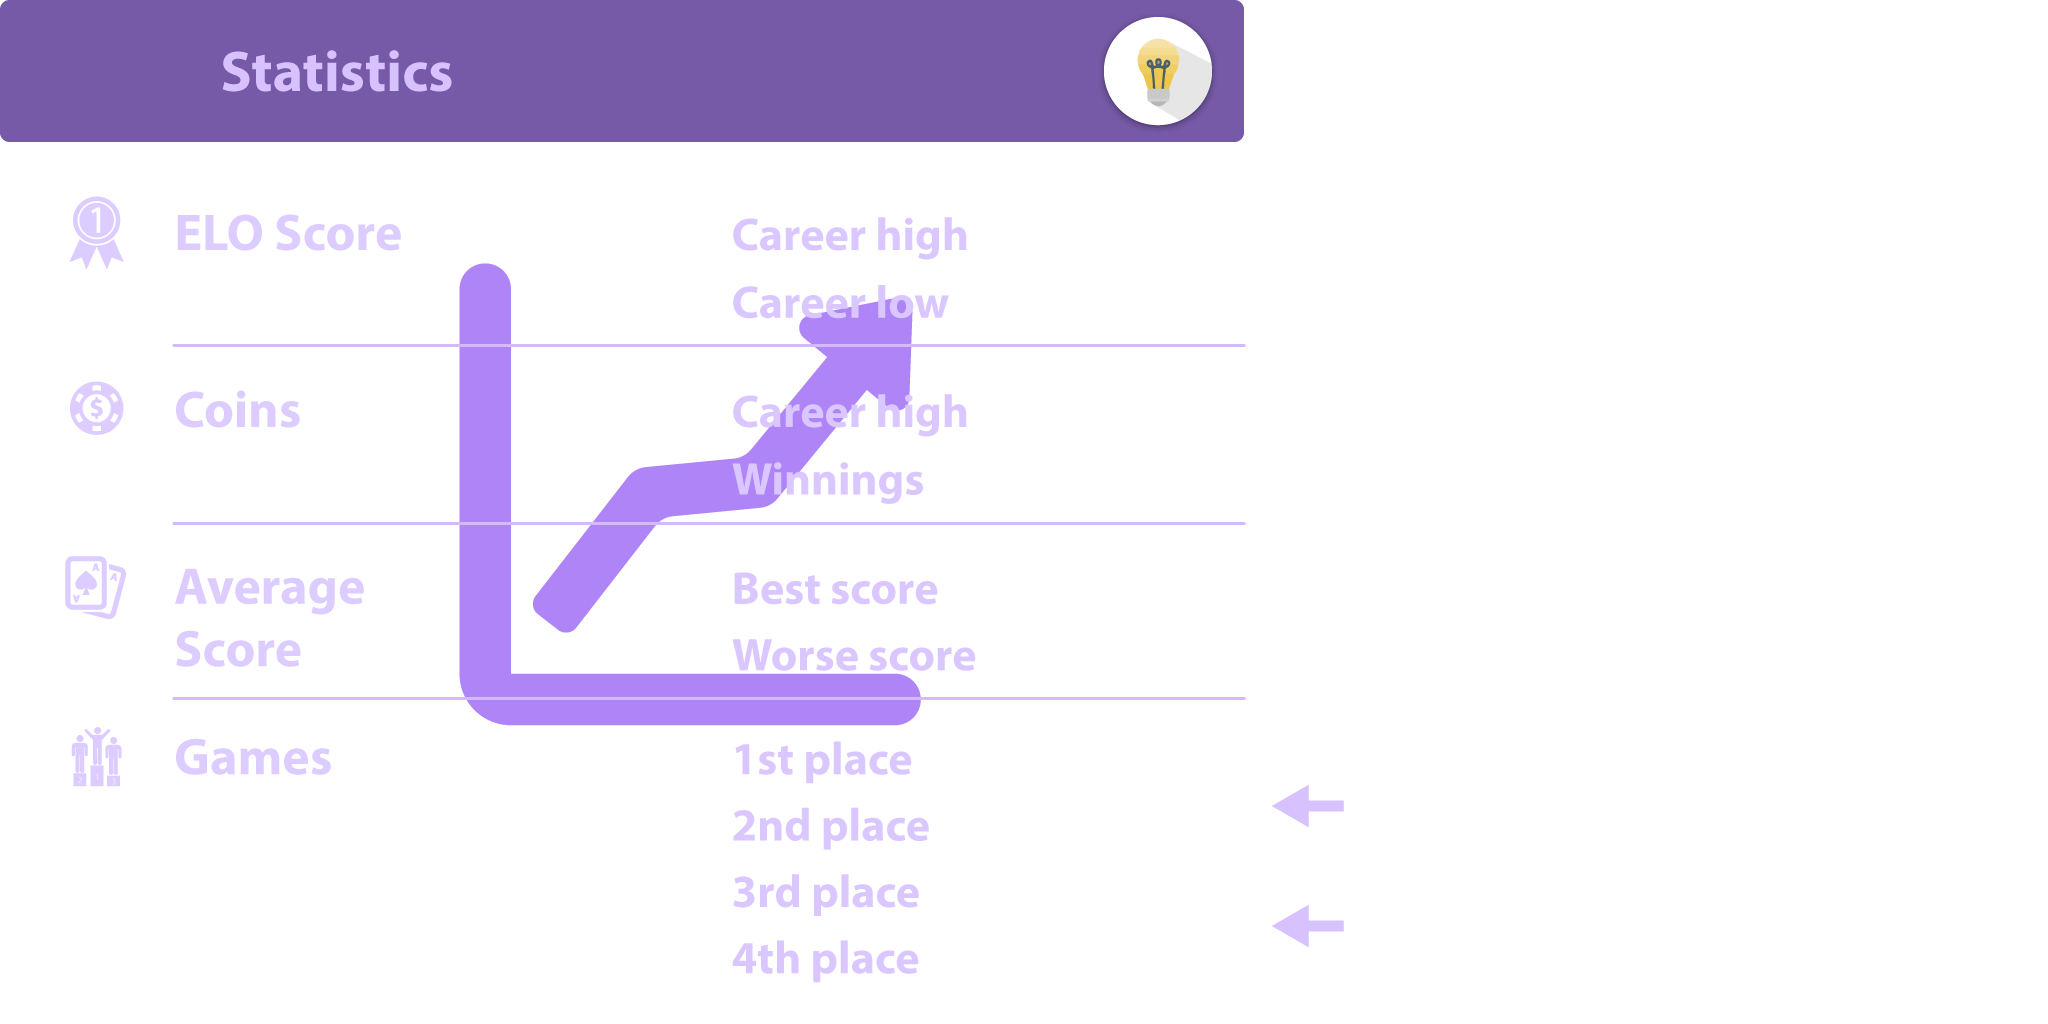 Statistics
1
ELO Score
Career high
Career low
$
Coins
Career high
Winnings
A
A
A
Average
Score
Best score
Worse score
Games
1st place
2nd place
3rd place
4th place